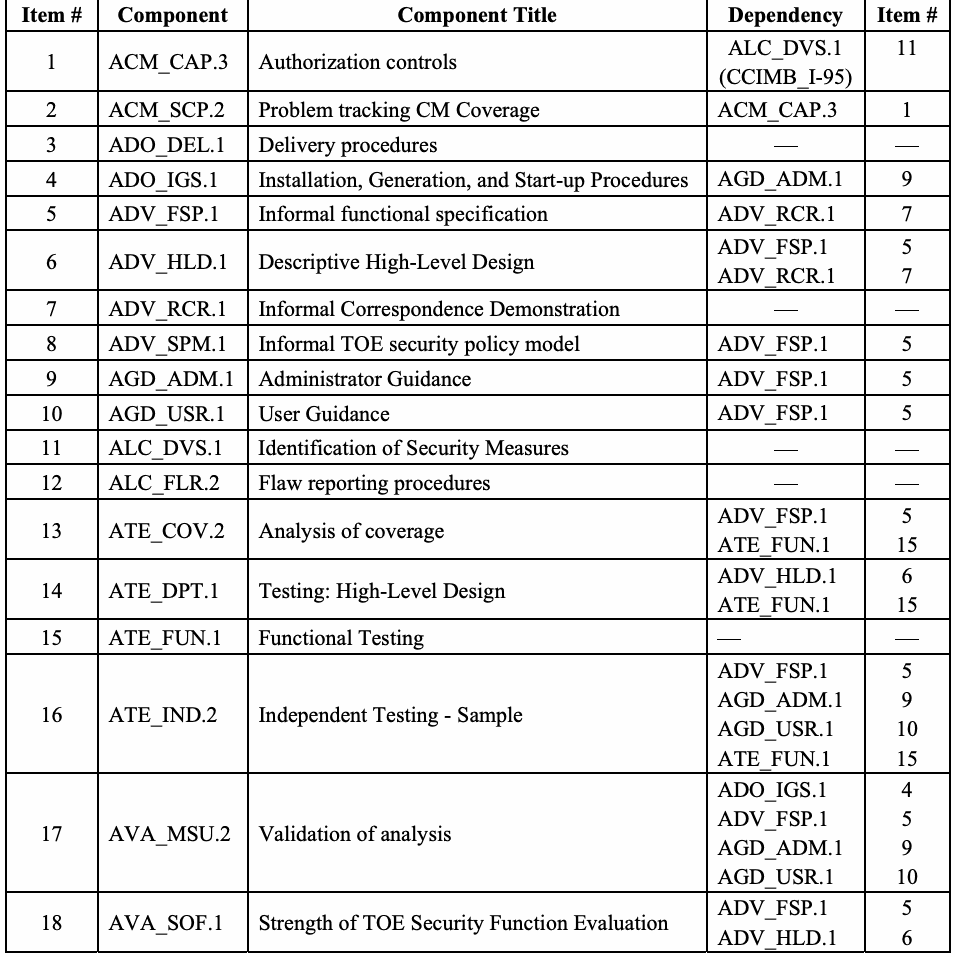 Item # Component Component Title Dependency Item #
1 ACM_CAP.3 Authorization controls ALC_DVS.1 11
(CCIMB_I-95)
2 ACM_SCP.2 Problem tracking CM Coverage ACM_CAP.3 1
3 ADO_DEL.1 Delivery procedures — —
4 ADO_IGS.1 Installation, Generation, and Start-up Procedures AGD_ADM.1 9
5 ADV_FSP.1 Informal functional specification ADV_RCR.1 7
6 ADV_HLD.1 Descriptive High-Level Design ADV_FSP.1 5
ADV_RCR.1 7
7 ADV_RCR.1 Informal Correspondence Demonstration — —
8 ADV_SPM.1 Informal TOE security policy model ADV_FSP.1 5
9 AGD_ADM.1 Administrator Guidance ADV_FSP.1 5
10 AGD_USR.1 User Guidance ADV_FSP.1 5
11 ALC_DVS.1 Identification of Security Measures — —
12 ALC_FLR.2 Flaw reporting procedures — —
13 ATE_COV.2 Analysis of coverage ADV_FSP.1 5
ATE_FUN.1 15
14 ATE_DPT.1 Testing: High-Level Design ADV_HLD.1 6
ATE_FUN.1 15
15 ATE_FUN.1 Functional Testing — —
16 ATE_IND.2 Independent Testing - Sample ADV_FSP.1 5
AGD_ADM.1 9
AGD_USR.1 10
ATE_FUN.1 15
17 AVA_MSU.2 Validation of analysis ADO_IGS.1 4
ADV_FSP.1 5
AGD_ADM.1 9
AGD_USR.1 10
18 AVA_SOF.1 Strength of TOE Security Function Evaluation ADV_FSP.1 5
ADV_HLD.1 6